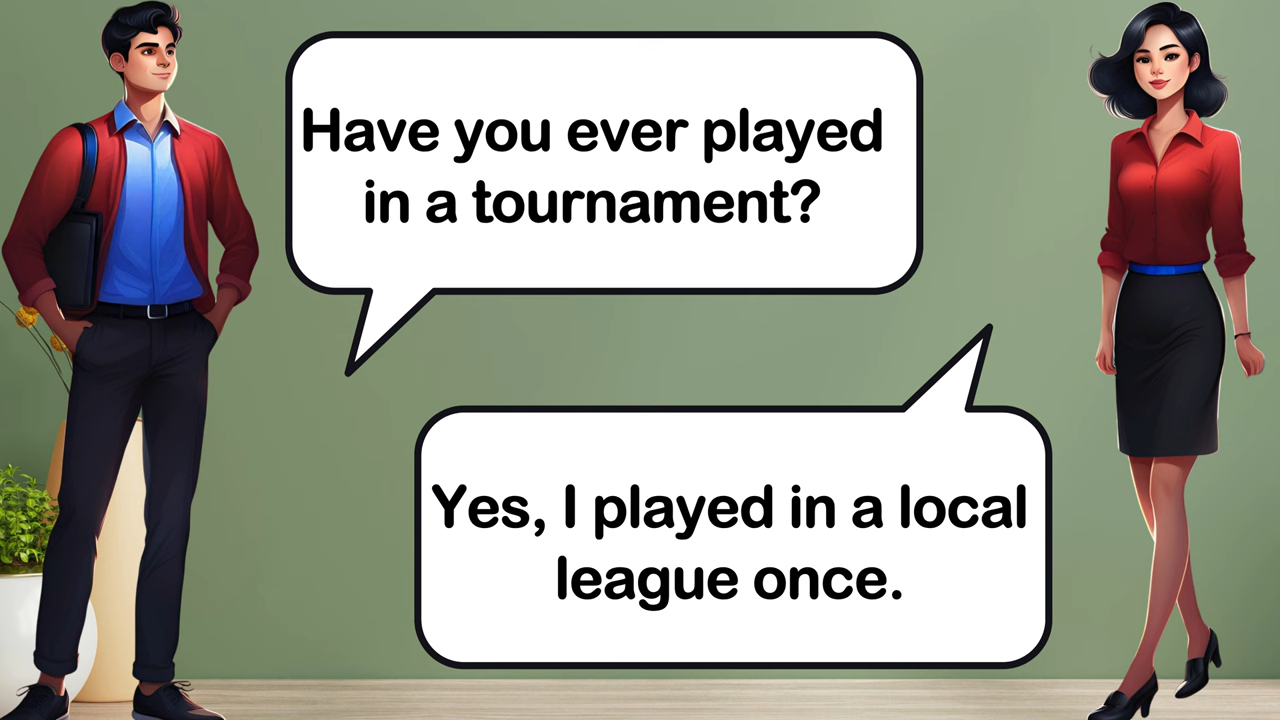 Have you ever played
in a tournament?
Yes, I played in a local
league once.